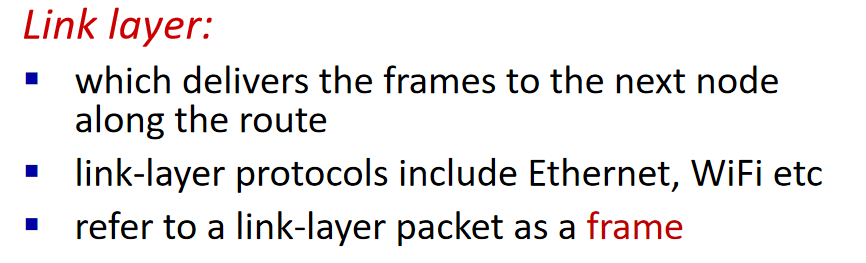 Link layer:
▪ which delivers the frames to the next node
along the route
▪ link-layer protocols include Ethernet, WiFi etc
▪ refer to a link-layer packet as a frame